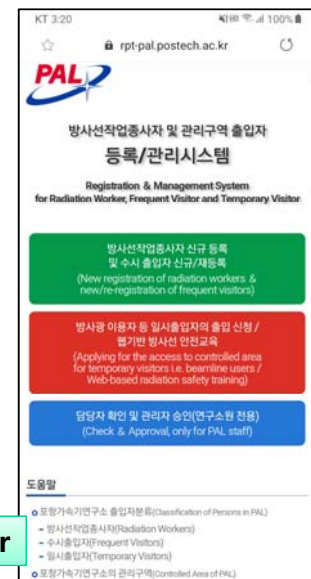 KT 3:20
100%
rpt-pal.postech.ac.kr
PAL
방사선작업종사자 및 관리구역 출입자
등록/관리시스템
Registration & Management System
for Radiation Worker, Frequent Visitor and Temporary Visitor
방사선작업종사자 신규 등록
및 수시 출입자 신규/재등록
(New registration of radiation workers &
new/re-registration of frequent visitors)
방사광 이용자 등 일시출입자의 출입 신청 /
웹기반 방사선 안전교육
(Applying for the access to controlled area
for temporary visitors i.e. beamline users /
Web-based radiation safety training)
담당자 확인 및 관리자 승인(연구소원 전용)
(Check & Approval, only for PAL staff)
도움말
포항가속기연구소 출입자분류(Classification of Persons in PAL)
- 방사선작업종사자(Radiation Workers)
- 수시출입자(Frequent Visitors)
r
- 일시출입자(Temporary Visitors)
포항가속기연구소의 관리구역(Controlled Area of PAL)